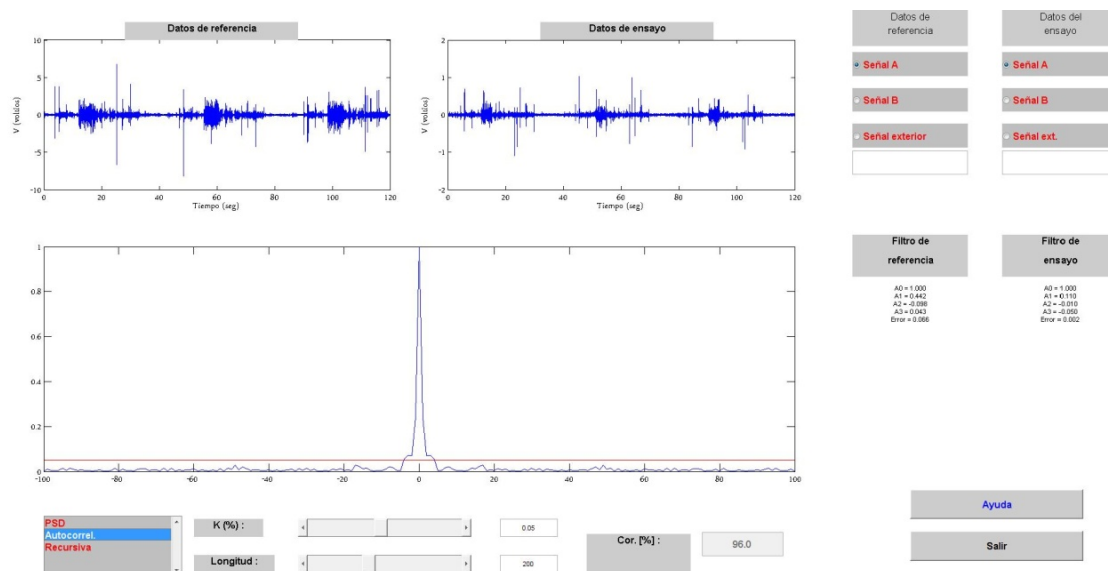 Datos de referencia
10
5
0
-5
-10
V (voltios)
0 20 40 60 80 100 120
Tiempo (seg)
Datos de ensayo
2
1
0
-1
-2
V (voltios)
0 20 40 60 80 100 120
Tiempo (seg)
Datos de
referencia
Señal A
Señal B
Señal exterior
Datos del
ensayo
Señal A
Señal B
Señal ext.
1
0.8
0.6
0.4
0.2
0
-100 -80 -60 -40 -20 0 20 40 60 80 100
Filtro de
referencia
A0 = 1.000
A1 = 0.442
A2 = -0.098
A3 = 0.043
Error = 0.066
Filtro de
ensayo
A0 = 1.000
A1 = 0.110
A2 = -0.010
A3 = -0.050
Error = 0.002
PSD
Autocorrel.
Recursiva
K (%) :
0.05
Longitud :
200
Cor. [%] :
96.0
Ayuda
Salir